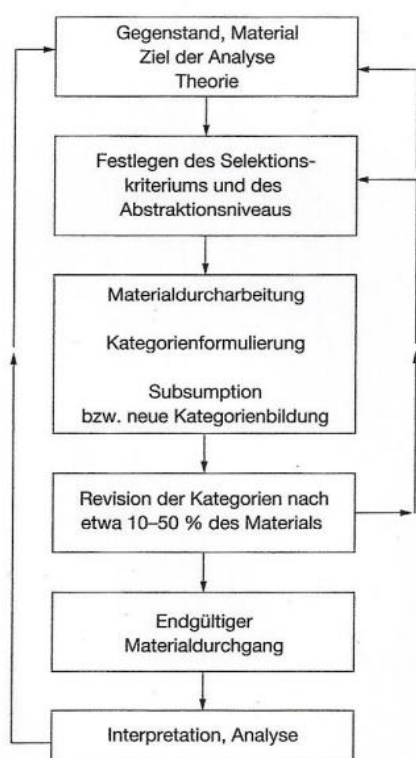 Gegenstand, Material
Ziel der Analyse
Theorie
Festlegen des Selektions-
kriteriums und des
Abstraktionsniveaus
Materialdurcharbeitung
Kategorienformulierung
Subsumption
bzw. neue Kategorienbildung
Revision der Kategorien nach
etwa 10–50 % des Materials
Endgültiger
Materialdurchgang
Interpretation, Analyse